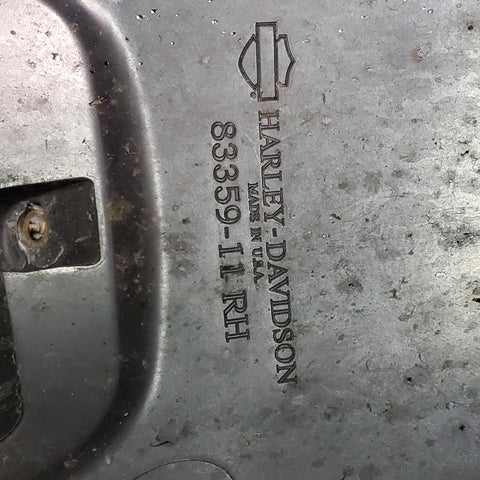 HARLEY-DAVIDSON
MADE IN U.S.A.
83359-11 RH